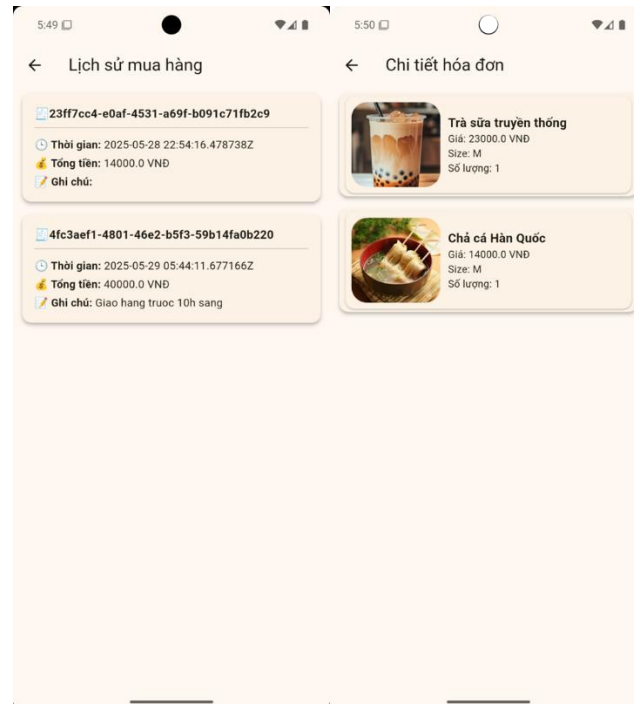 5:49
Lịch sử mua hàng
23ff7cc4-e0af-4531-a69f-b091c71fb2c9
Thời gian: 2025-05-28 22:54:16.478738Z
Tổng tiền: 14000.0 VNĐ
Ghi chú:
4fc3aef1-4801-46e2-b5f3-59b14fa0b220
Thời gian: 2025-05-29 05:44:11.677166Z
Tổng tiền: 40000.0 VNĐ
Ghi chú: Giao hang truoc 10h sang
5:50
Chi tiết hóa đơn
Trà sữa truyền thống
Giá: 23000.0 VNĐ
Size: M
Số lượng: 1
Chả cá Hàn Quốc
Giá: 14000.0 VNĐ
Size: M
Số lượng: 1